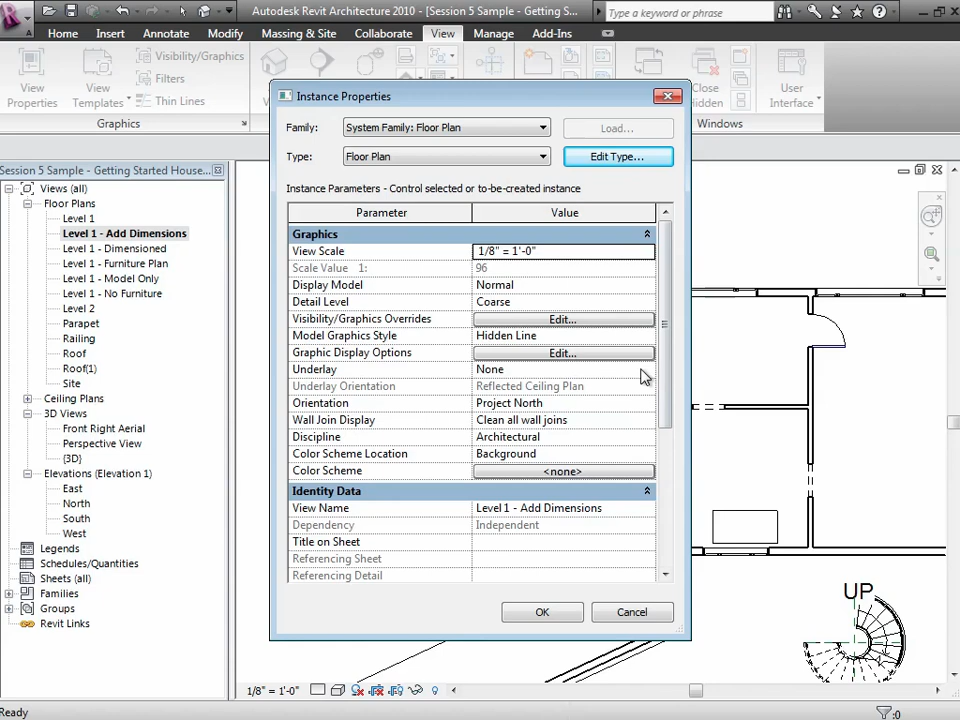 Autodesk Revit Architecture 2010 - [Session 5 Sample - Getting S...
Type a keyword or phrase
Home Insert Annotate Modify Massing & Site Collaborate View Manage Add-Ins
View Properties
View Templates
Visibility/Graphics
Filters
Thin Lines
Close Hidden
User Interface
Graphics
Windows
Session 5 Sample - Getting Started House...
Views (all)
Floor Plans
Level 1
Level 1 - Add Dimensions
Level 1 - Dimensioned
Level 1 - Furniture Plan
Level 1 - Model Only
Level 1 - No Furniture
Level 2
Parapet
Railing
Roof
Roof(1)
Site
Ceiling Plans
3D Views
Front Right Aerial
Perspective View
{3D}
Elevations (Elevation 1)
East
North
South
West
Legends
Schedules/Quantities
Sheets (all)
Families
Groups
Revit Links
Instance Properties
Family: System Family: Floor Plan Load...
Type: Floor Plan Edit Type...
Instance Parameters - Control selected or to-be-created instance
Parameter Value
Graphics
View Scale 1/8" = 1'-0"
Scale Value 1: 96
Display Model Normal
Detail Level Coarse
Visibility/Graphics Overrides Edit...
Model Graphics Style Hidden Line
Graphic Display Options Edit...
Underlay None
Underlay Orientation Reflected Ceiling Plan
Orientation Project North
Wall Join Display Clean all wall joins
Discipline Architectural
Color Scheme Location Background
Color Scheme <none>
Identity Data
View Name Level 1 - Add Dimensions
Dependency Independent
Title on Sheet
Referencing Sheet
Referencing Detail
OK Cancel
UP
1/8" = 1'-0"
Ready
:0